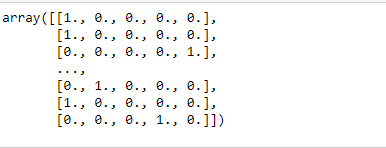 array([[1., 0., 0., 0., 0.],
       [1., 0., 0., 0., 0.],
       [0., 0., 0., 0., 1.],
       ...,
       [0., 1., 0., 0., 0.],
       [1., 0., 0., 0., 0.],
       [0., 0., 0., 1., 0.]])